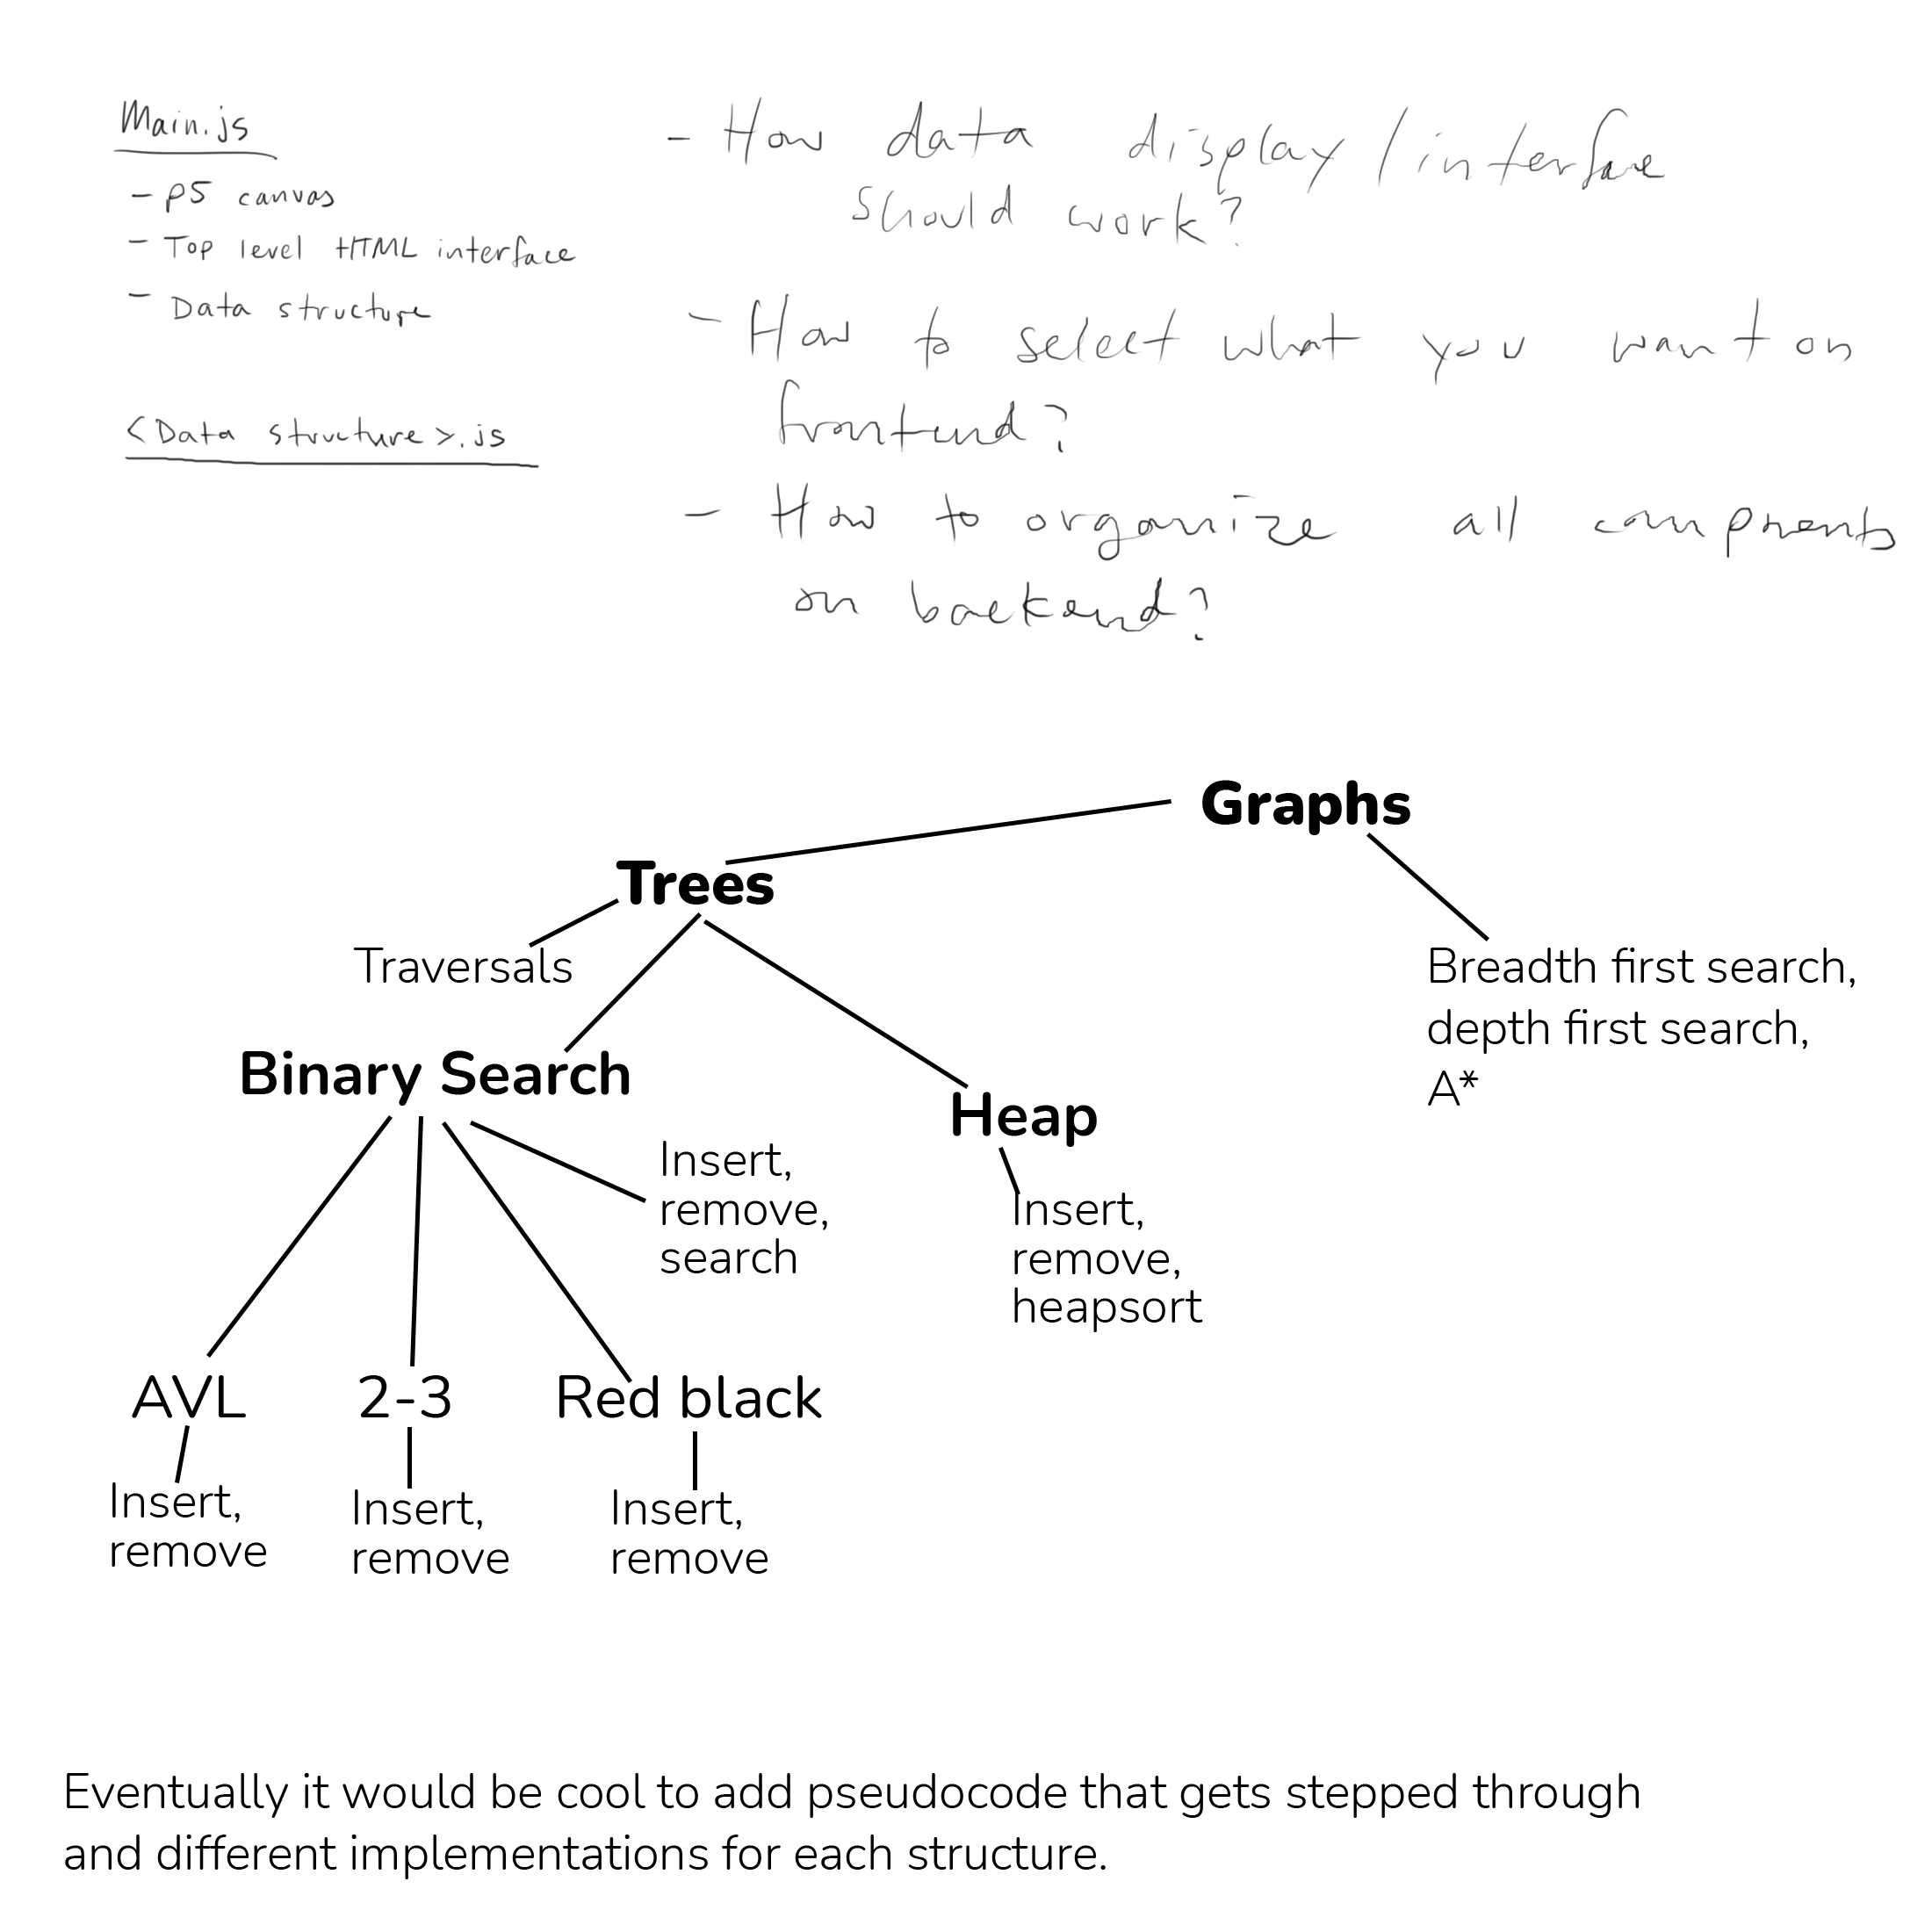 Main.js
- p5 canvas
- Top level HTML interface
- Data structure
<Data structure>.js
- How data display/interface
should work?
- How to select what you want on
frontend?
- How to organize all components
on backend?
Graphs
Trees
Traversals
Breadth first search,
depth first search,
A*
Binary Search
Heap
Insert,
remove,
search
Insert,
remove,
heapsort
AVL
2-3
Red black
Insert,
remove
Insert,
remove
Insert,
remove
Eventually it would be cool to add pseudocode that gets stepped through
and different implementations for each structure.